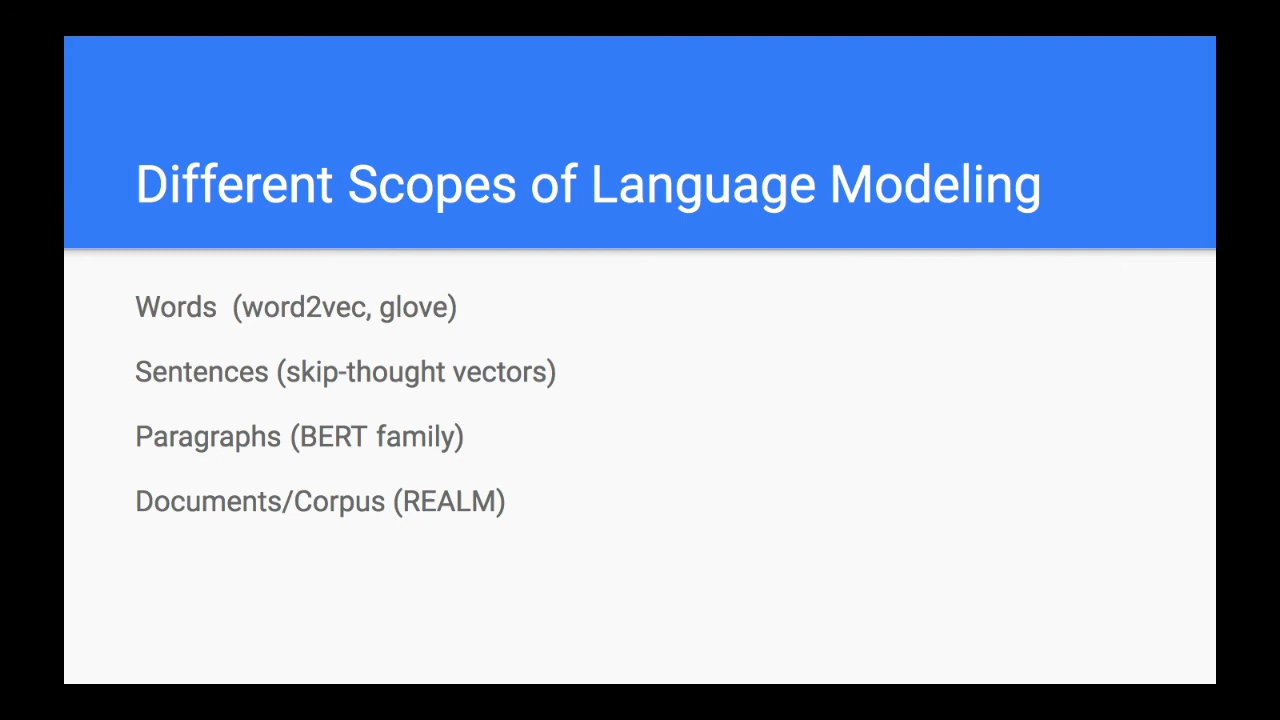 Different Scopes of Language Modeling
Words (word2vec, glove)
Sentences (skip-thought vectors)
Paragraphs (BERT family)
Documents/Corpus (REALM)